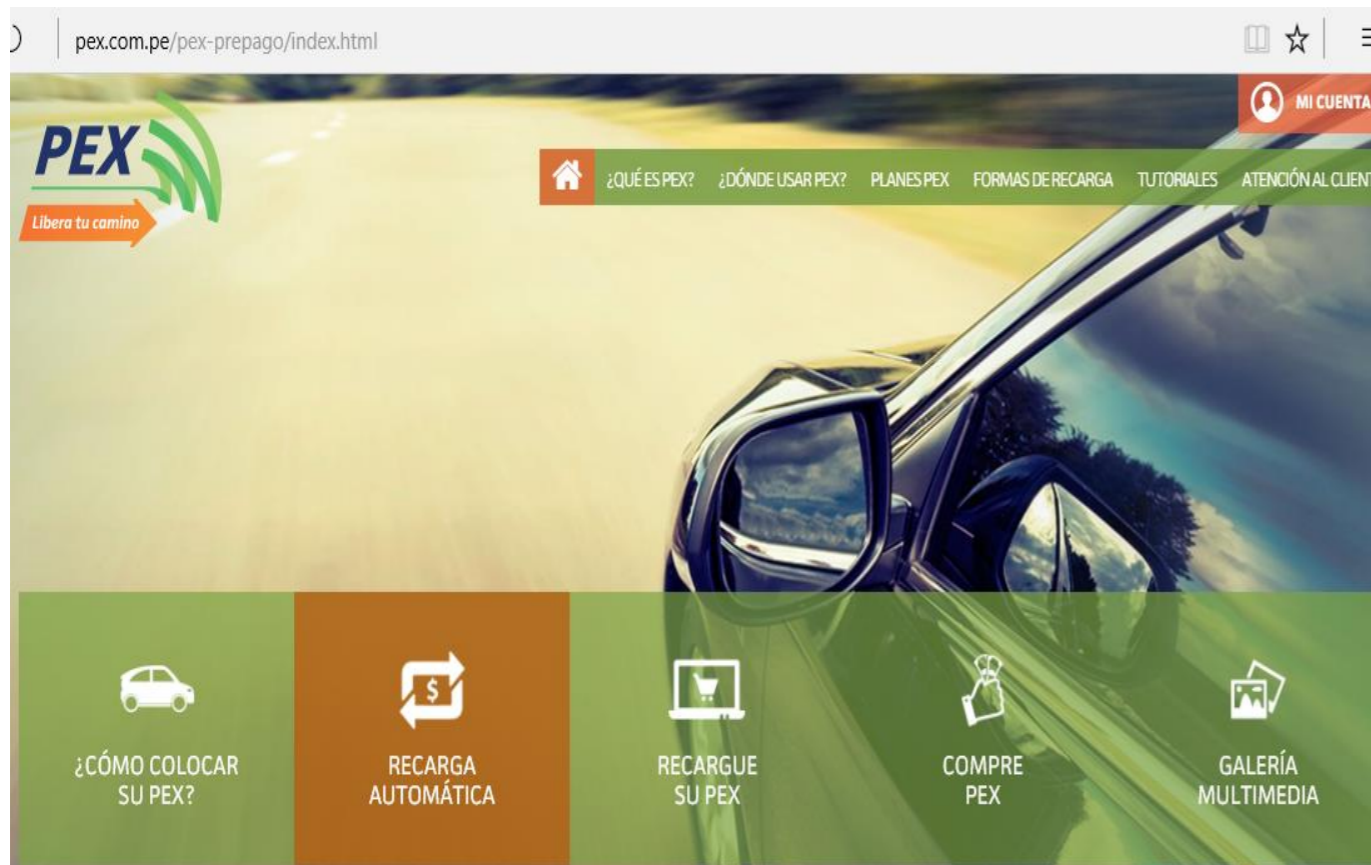 pex.com.pe/pex-prepago/index.html
MI CUENTA
PEX
Libera tu camino
¿QUÉ ES PEX? ¿DÓNDE USAR PEX? PLANES PEX FORMAS DE RECARGA TUTORIALES ATENCIÓN AL CLIENT
¿CÓMO COLOCAR
SU PEX?
RECARGA
AUTOMÁTICA
RECARGUE
SU PEX
COMPRE
PEX
GALERÍA
MULTIMEDIA